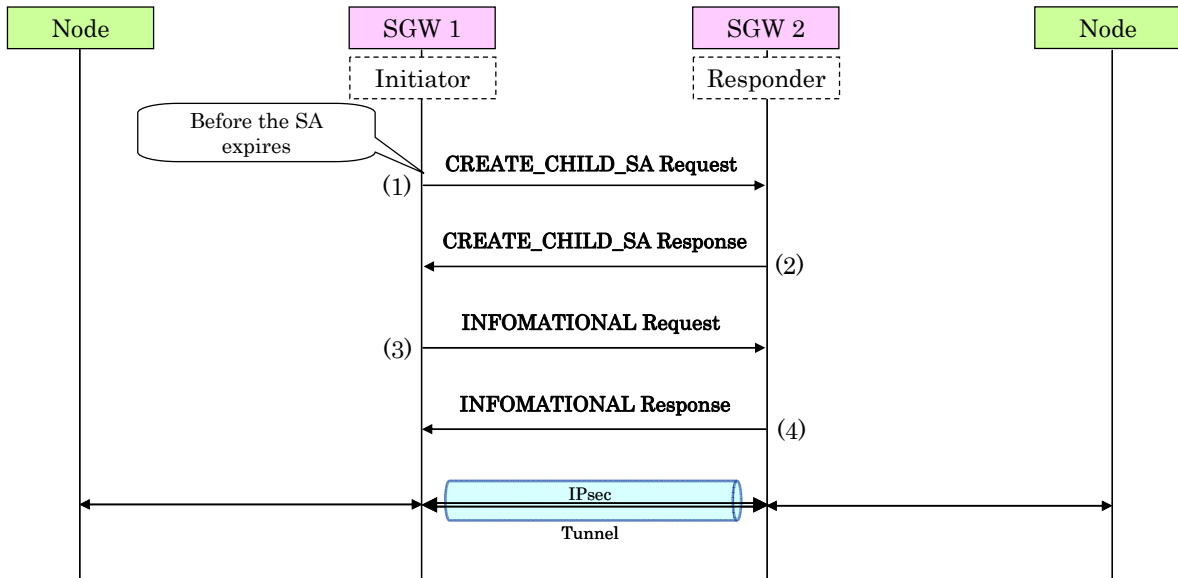 Node
SGW 1
SGW 2
Node
Initiator
Responder
Before the SA
expires
CREATE_CHILD_SA Request
(1)
CREATE_CHILD_SA Response
(2)
INFOMATIONAL Request
(3)
INFOMATIONAL Response
(4)
IPsec
Tunnel